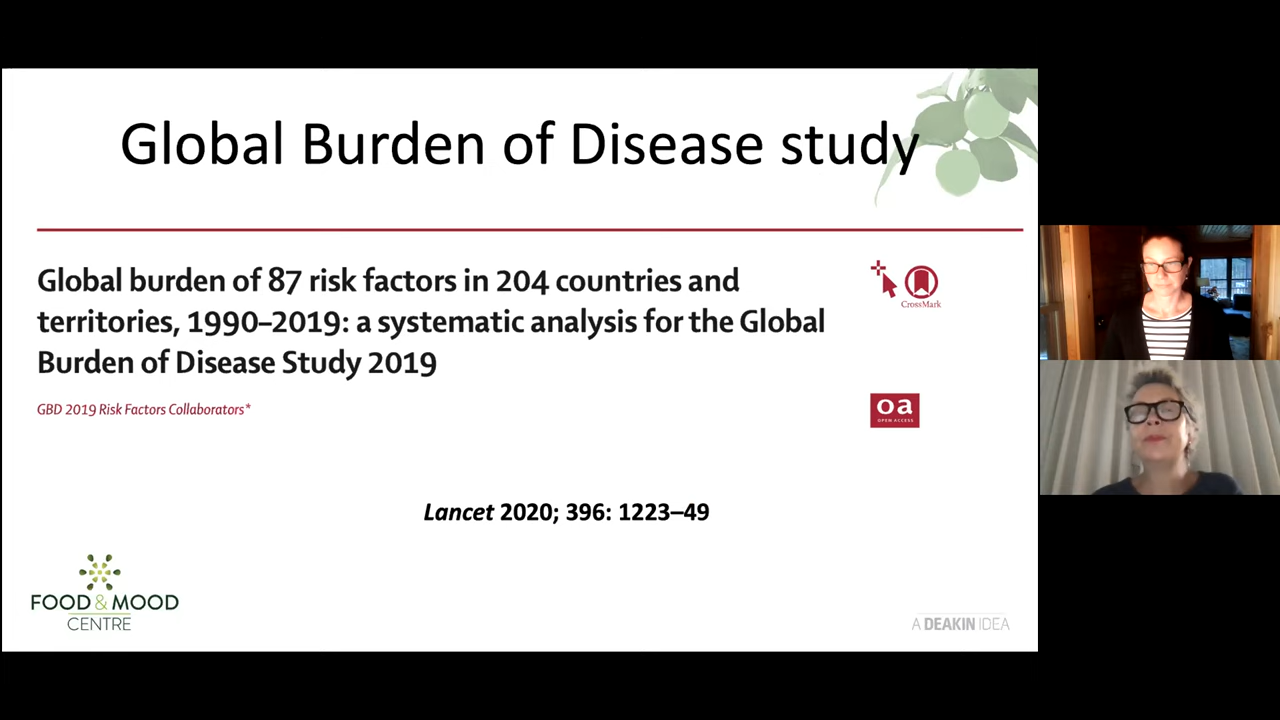 Global Burden of Disease study
Global burden of 87 risk factors in 204 countries and
territories, 1990–2019: a systematic analysis for the Global
Burden of Disease Study 2019
CrossMark
GBD 2019 Risk Factors Collaborators*
oa
OPEN ACCESS
Lancet 2020; 396: 1223–49
FOOD & MOOD
CENTRE
A DEAKIN IDEA